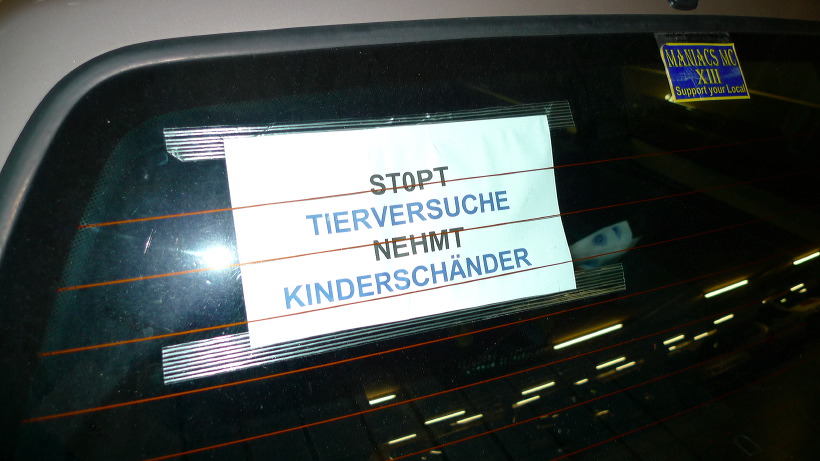 ST0PT
TIERVERSUCHE
NEHMT
KINDERSCHÄNDER
MANIACS MC
XIII
Support your Local